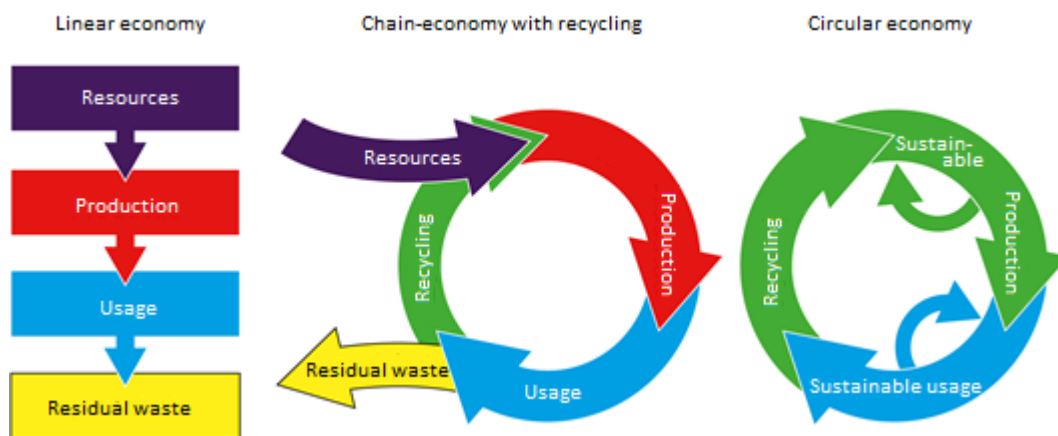 Linear economy
Chain-economy with recycling
Circular economy
Resources
Production
Usage
Residual waste
Resources
Production
Usage
Recycling
Residual waste
Sustain-
able
Production
Sustainable usage
Recycling